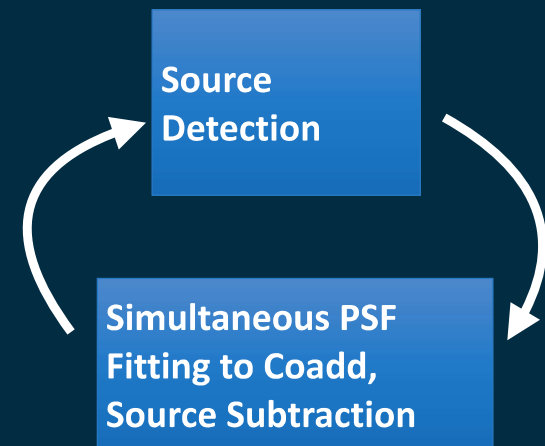 Source
Detection
Simultaneous PSF
Fitting to Coadd,
Source Subtraction